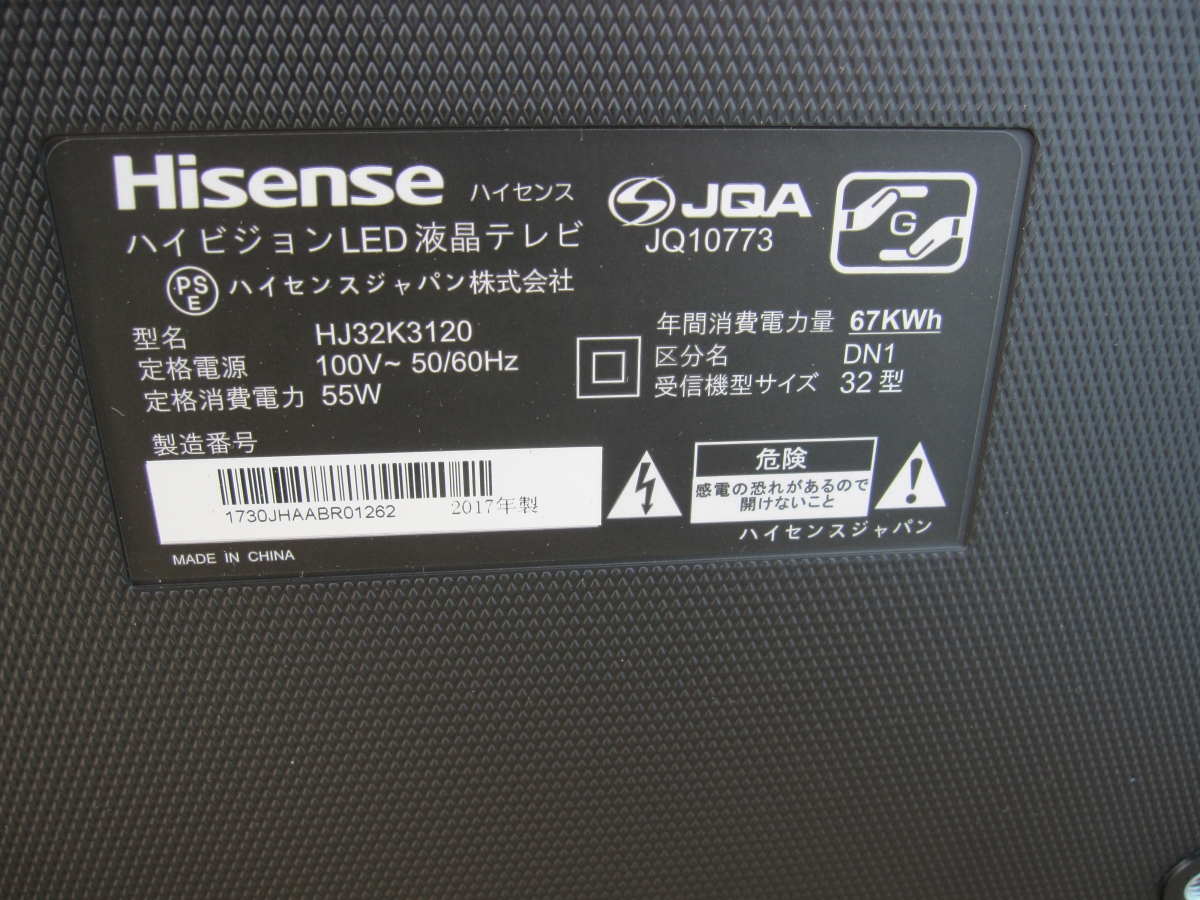 Hisense ハイセンス
ハイビジョンLED液晶テレビ
PSE ハイセンスジャパン株式会社
JQA
JQ10773
G
型名 HJ32K3120
定格電源 100V~ 50/60Hz
定格消費電力 55W
年間消費電力量 67KWh
区分名 DN1
受信機型サイズ 32型
製造番号
1730JHAABR01262 2017年製
危険
感電の恐れがあるので
開けないこと
ハイセンスジャパン
MADE iN CHINA